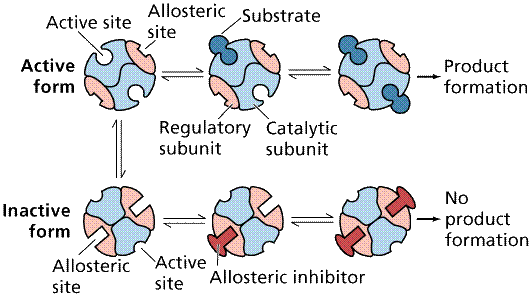 Active site
Allosteric
site
Substrate
Active
form
Product
formation
Regulatory
subunit
Catalytic
subunit
Inactive
form
No
product
formation
Allosteric
site
Active
site
Allosteric inhibitor